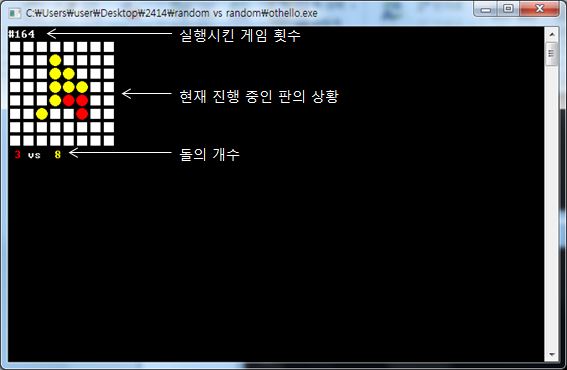 C:₩Users₩user₩Desktop₩2414₩random vs random₩othello.exe
#164
실행시킨 게임 횟수
현재 진행 중인 판의 상황
3 vs 8
돌의 개수